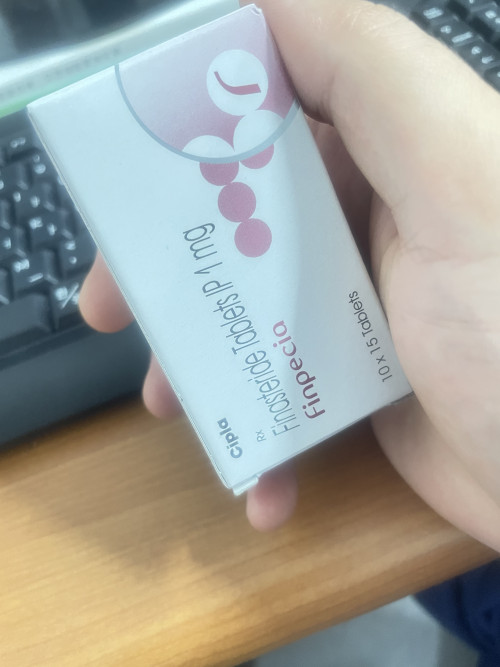 Cipla
Rx
Finasteride Tablets IP 1 mg
Finpecia
10 x 15 Tablets